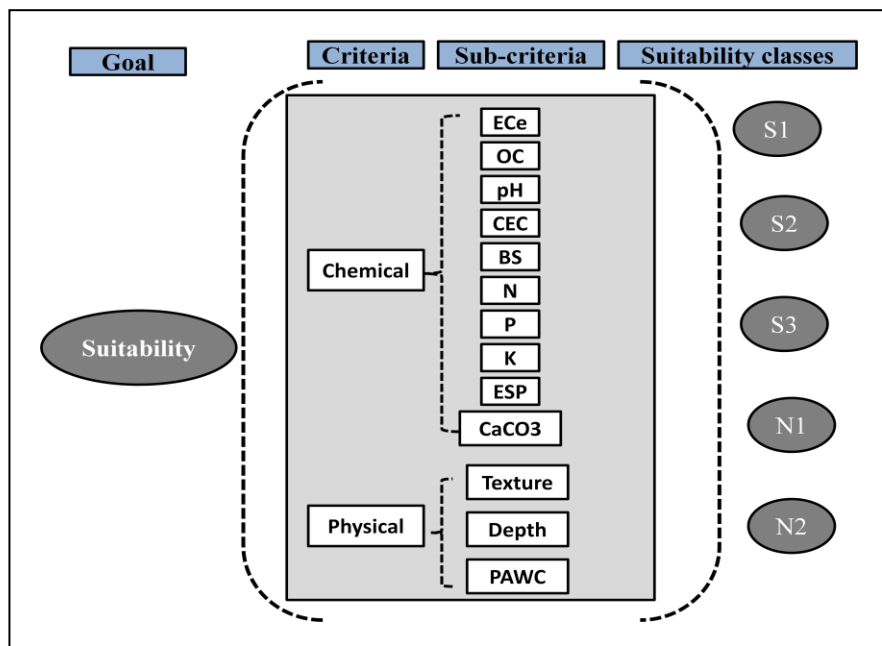 Goal
Criteria
Sub-criteria
Suitability classes
Suitability
Chemical
ECe
OC
pH
CEC
BS
N
P
K
ESP
CaCO3
Physical
Texture
Depth
PAWC
S1
S2
S3
N1
N2